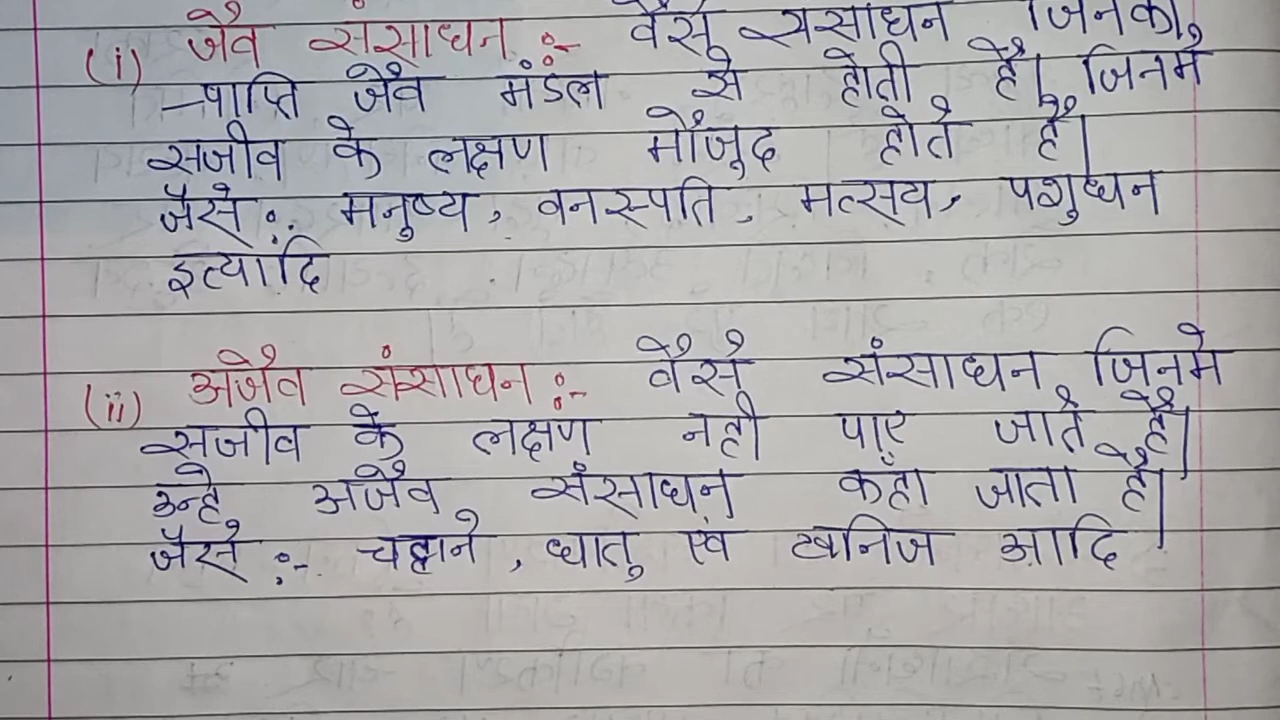 (i) जैव संसाधन :- वैसे संसाधन जिनकी
प्राप्ति जैव मंडल से होती है। जिनमे
सजीव के लक्षण मौजूद होते है।
जैसे :- मनुष्य, वनस्पति, मत्सय, पशुधन
इत्यादि
(ii) अजैव संसाधन :- वैसे संसाधन जिनमे
सजीव के लक्षण नही पाए जाते है।
उन्हे अजैव संसाधन कहाँ जाता है।
जैसे :- चट्टाने, धातु एवं खनिज आदि